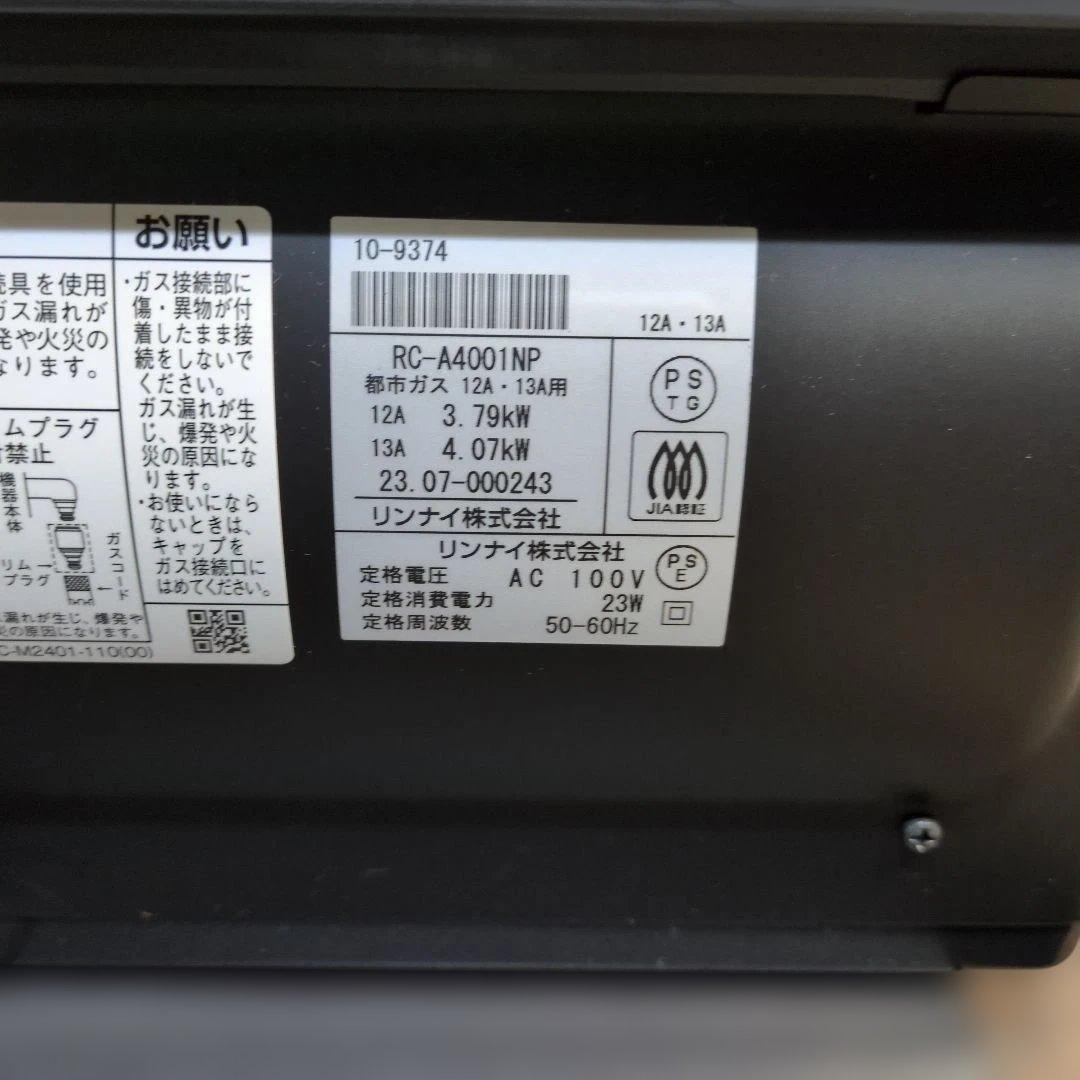 お願い
続具を使用
ガス漏れが
発や火災の
なります。
・ガス接続部に
傷・異物が付
着したまま接
続をしないで
ください。
ガス漏れが生
じ、爆発や火
災の原因にな
ります。
・お使いになら
ないときは、
キャップを
ガス接続口に
はめてください。
ムプラグ
禁止
機器本体
ガスコード
リム
プラグ
漏れが生じ、爆発や
災の原因になります。
C-M2401-110(00)
10-9374
12A・13A
RC-A4001NP
都市ガス 12A・13A用
12A 3.79kW
13A 4.07kW
23.07-000243
リンナイ株式会社
PS
TG
JIA認証
リンナイ株式会社
定格電圧 AC 100V
定格消費電力 23W
定格周波数 50-60Hz
PS
E